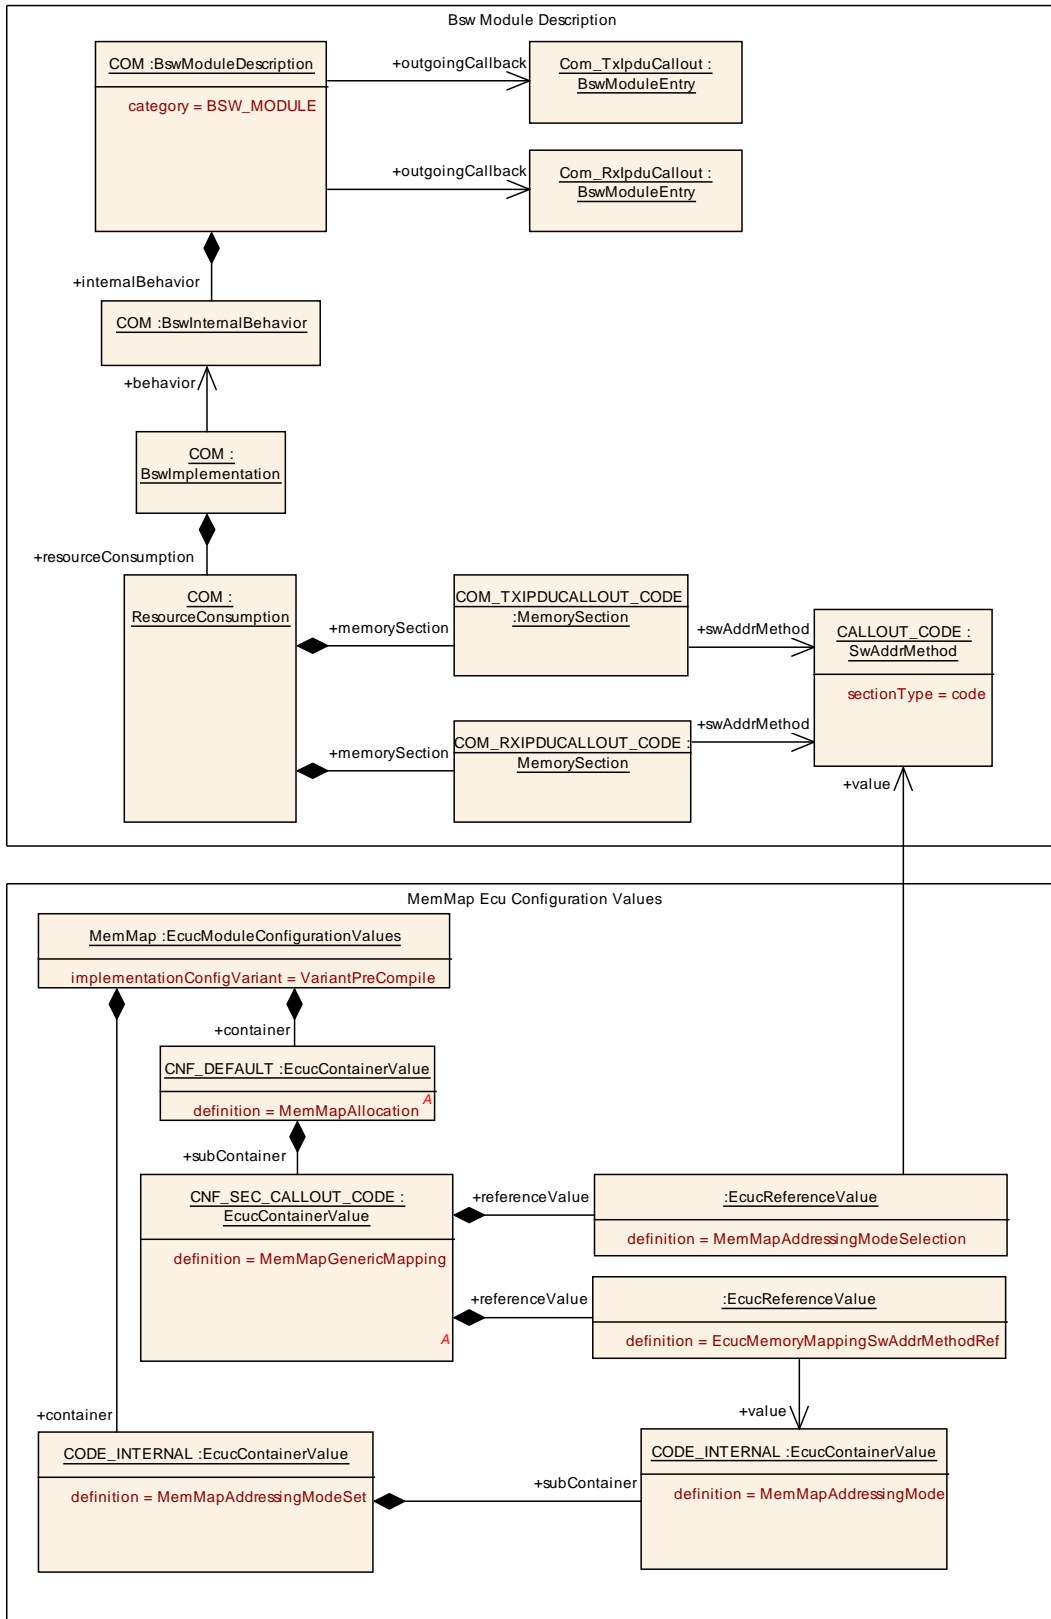 Bsw Module Description
COM :BswModuleDescription
category = BSW_MODULE
+outgoingCallback
Com_TxIpduCallout :
BswModuleEntry
+outgoingCallback
Com_RxIpduCallout :
BswModuleEntry
+internalBehavior
COM :BswInternalBehavior
+behavior
COM :
BswImplementation
+resourceConsumption
COM :
ResourceConsumption
+memorySection
COM_TXIPDUCALLOUT_CODE
:MemorySection
+swAddrMethod
CALLOUT_CODE :
SwAddrMethod
sectionType = code
+memorySection
COM_RXIPDUCALLOUT_CODE :
MemorySection
+swAddrMethod
+value
MemMap Ecu Configuration Values
MemMap :EcucModuleConfigurationValues
implementationConfigVariant = VariantPreCompile
+container
CNF_DEFAULT :EcucContainerValue
definition = MemMapAllocation
A
+subContainer
CNF_SEC_CALLOUT_CODE :
EcucContainerValue
definition = MemMapGenericMapping
A
+referenceValue
:EcucReferenceValue
definition = MemMapAddressingModeSelection
+referenceValue
:EcucReferenceValue
definition = EcucMemoryMappingSwAddrMethodRef
+container
+value
CODE_INTERNAL :EcucContainerValue
definition = MemMapAddressingModeSet
+subContainer
CODE_INTERNAL :EcucContainerValue
definition = MemMapAddressingMode